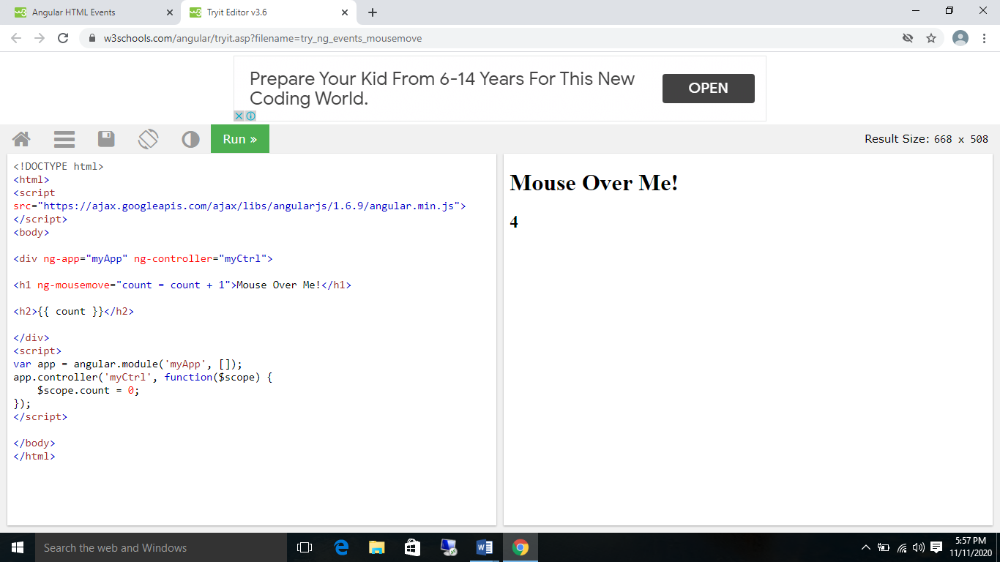 Angular HTML Events
Tryit Editor v3.6
w3schools.com/angular/tryit.asp?filename=try_ng_events_mousemove
Prepare Your Kid From 6-14 Years For This New
Coding World.
OPEN
Run »
Result Size: 668 x 508
<!DOCTYPE html>
<html>
<script
src="https://ajax.googleapis.com/ajax/libs/angularjs/1.6.9/angular.min.js">
</script>
<body>
<div ng-app="myApp" ng-controller="myCtrl">
<h1 ng-mousemove="count = count + 1">Mouse Over Me!</h1>
<h2>{{ count }}</h2>
</div>
<script>
var app = angular.module('myApp', []);
app.controller('myCtrl', function($scope) {
    $scope.count = 0;
});
</script>
</body>
</html>
Mouse Over Me!
4
Search the web and Windows
5:57 PM
11/11/2020